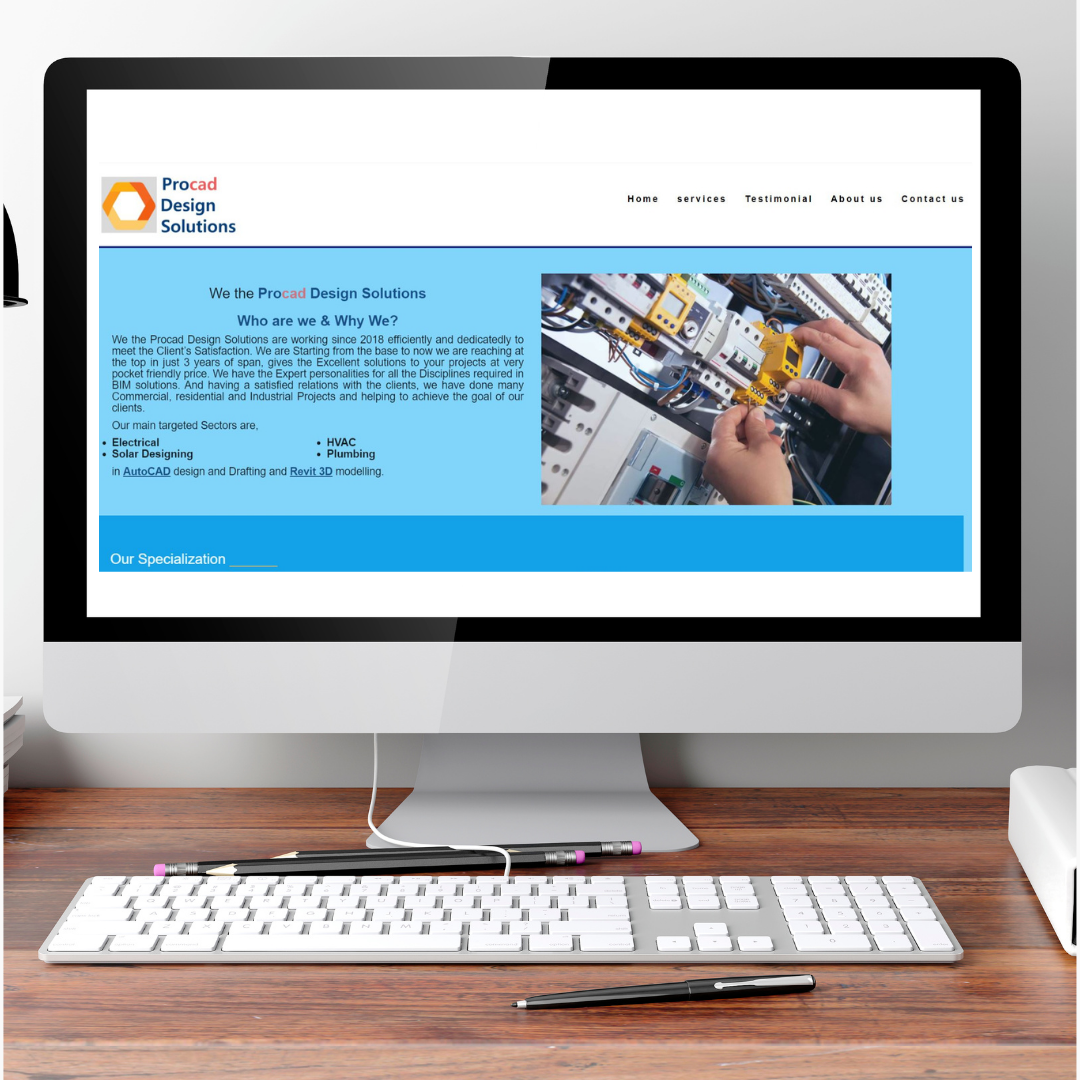 Procad
Design
Solutions
Home services Testimonial About us Contact us
We the Procad Design Solutions
Who are we & Why We?
We the Procad Design Solutions are working since 2018 efficiently and dedicatedly to
meet the Client's Satisfaction. We are Starting from the base to now we are reaching at
the top in just 3 years of span, gives the Excellent solutions to your projects at very
pocket friendly price. We have the Expert personalities for all the Disciplines required in
BIM solutions. And having a satisfied relations with the clients, we have done many
Commercial, residential and Industrial Projects and helping to achieve the goal of our
clients.
Our main targeted Sectors are,
• Electrical • HVAC
• Solar Designing • Plumbing
in AutoCAD design and Drafting and Revit 3D modelling.
Our Specialization